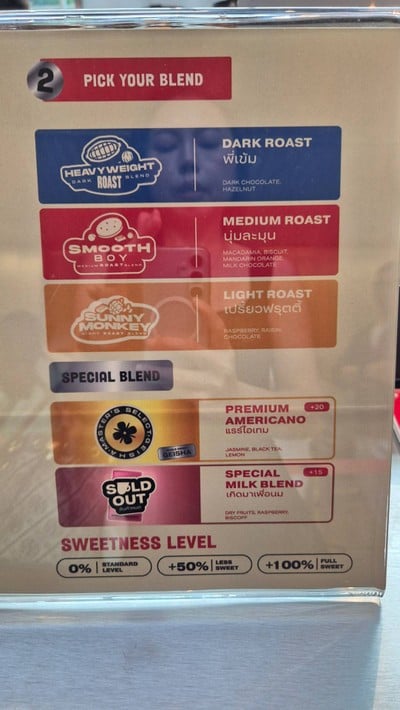 2 PICK YOUR BLEND
HEAVYWEIGHT
DARK ROAST BLEND
DARK ROAST
พี่เข้ม
DARK CHOCOLATE,
HAZELNUT
SMOOTH
BOY
MEDIUM ROAST BLEND
MEDIUM ROAST
นุ่มละมุน
MACADAMIA, BISCUIT,
MANDARIN ORANGE,
MILK CHOCOLATE
SUNNY
MONKEY
LIGHT ROAST BLEND
LIGHT ROAST
เปรี้ยวฟรุตตี้
RASPBERRY, RAISIN,
CHOCOLATE
SPECIAL BLEND
MASTER'S SELECTION
GEISHA
GEISHA
PREMIUM +20
AMERICANO
แรร์ไอเทม
JASMINE, BLACK TEA,
LEMON
SOLD
OUT
SPECIAL +15
MILK BLEND
เกิดมาเพื่อนม
DRY FRUITS, RASPBERRY,
BISCOFF
SWEETNESS LEVEL
0% STANDARD LEVEL
+50% LESS SWEET
+100% FULL SWEET